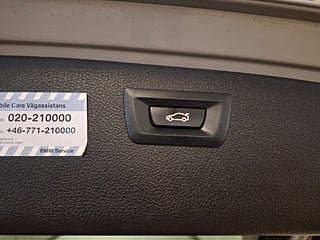 bile Care Vägassistans
020-210000
+46-771-210000
BMW Service